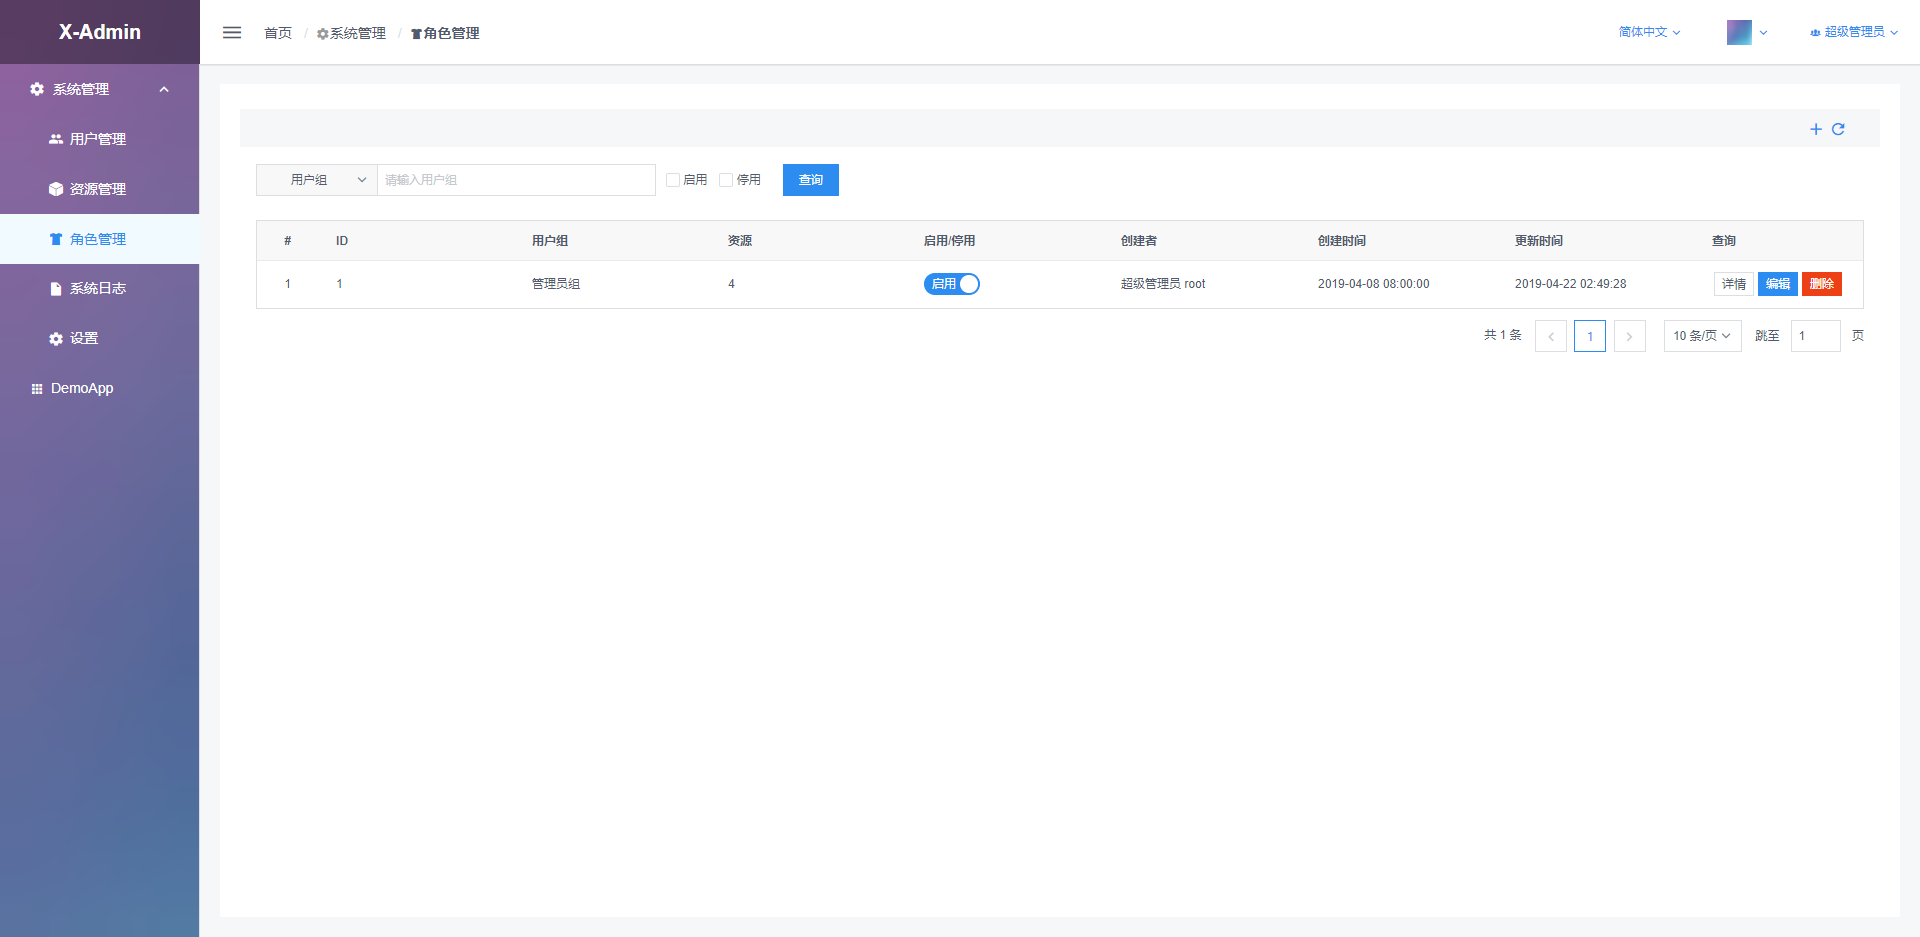 X-Admin
首页 / 系统管理 / 角色管理
简体中文
超级管理员
系统管理
用户管理
资源管理
角色管理
系统日志
设置
DemoApp
用户组 请输入用户组 启用 停用 查询
# ID 用户组 资源 启用/停用 创建者 创建时间 更新时间 查询
1 1 管理员组 4 启用 超级管理员 root 2019-04-08 08:00:00 2019-04-22 02:49:28 详情 编辑 删除
共 1 条 1 10 条/页 跳至 1 页